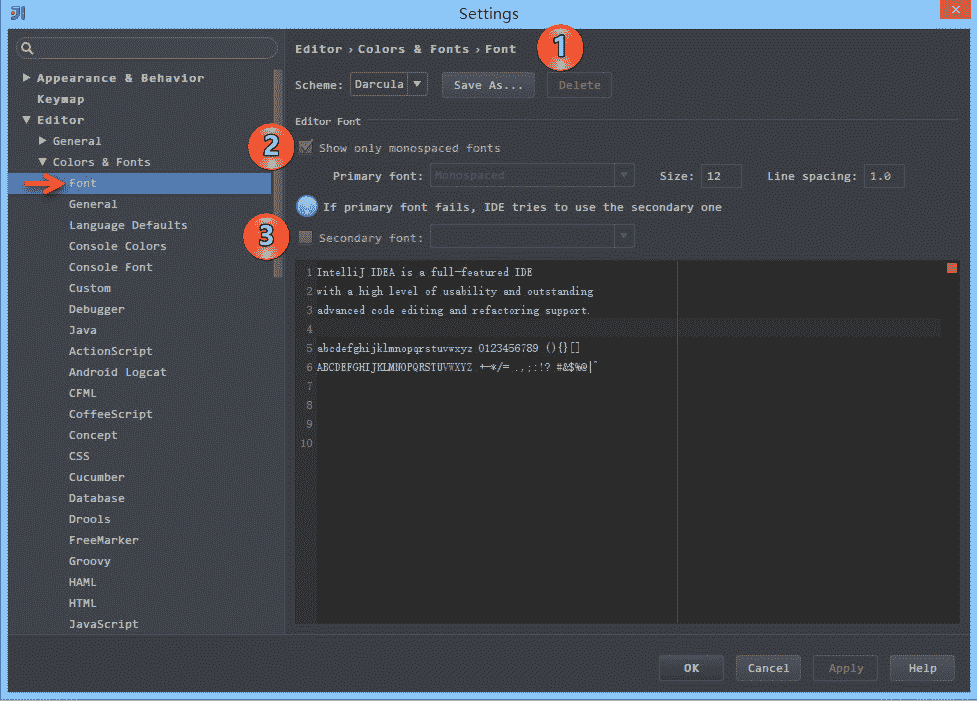 Settings
Editor › Colors & Fonts › Font
1
Scheme: Darcula Save As... Delete
Appearance & Behavior
Keymap
Editor
General
Colors & Fonts
Font
General
Language Defaults
Console Colors
Console Font
Custom
Debugger
Java
ActionScript
Android Logcat
CFML
CoffeeScript
Concept
CSS
Cucumber
Database
Drools
FreeMarker
Groovy
HAML
HTML
JavaScript
Editor Font
2
Show only monospaced fonts
Primary font: Monospaced Size: 12 Line spacing: 1.0
If primary font fails, IDE tries to use the secondary one
3
Secondary font:
1 IntelliJ IDEA is a full-featured IDE
2 with a high level of usability and outstanding
3 advanced code editing and refactoring support.
4
5 abcdefghijklmnopqrstuvwxyz 0123456789 (){}[]
6 ABCDEFGHIJKLMNOPQRSTUVWXYZ +-*/= .,;:!? #&$%@|^
7
8
9
10
OK Cancel Apply Help